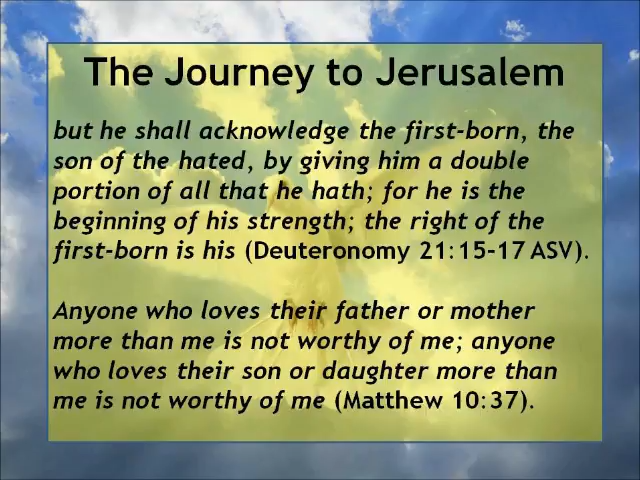 The Journey to Jerusalem
but he shall acknowledge the first-born, the
son of the hated, by giving him a double
portion of all that he hath; for he is the
beginning of his strength; the right of the
first-born is his (Deuteronomy 21:15-17 ASV).
Anyone who loves their father or mother
more than me is not worthy of me; anyone
who loves their son or daughter more than
me is not worthy of me (Matthew 10:37).